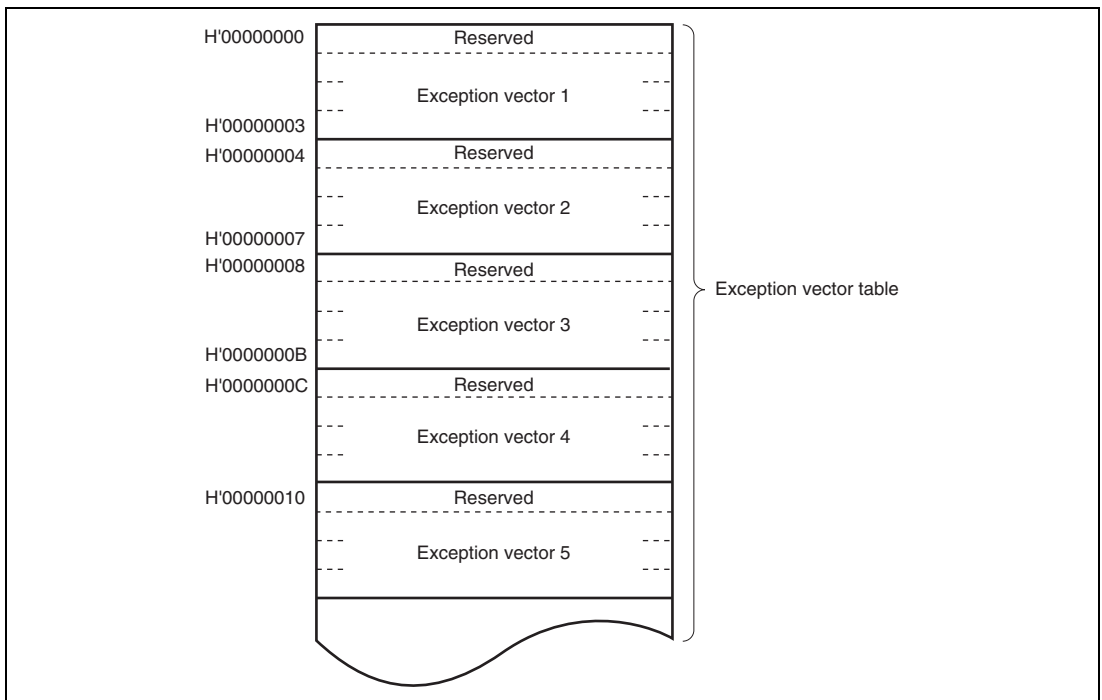 H'00000000 Reserved
Exception vector 1
H'00000003
H'00000004 Reserved
Exception vector 2
H'00000007
H'00000008 Reserved
Exception vector table
Exception vector 3
H'0000000B
H'0000000C Reserved
Exception vector 4
H'00000010 Reserved
Exception vector 5